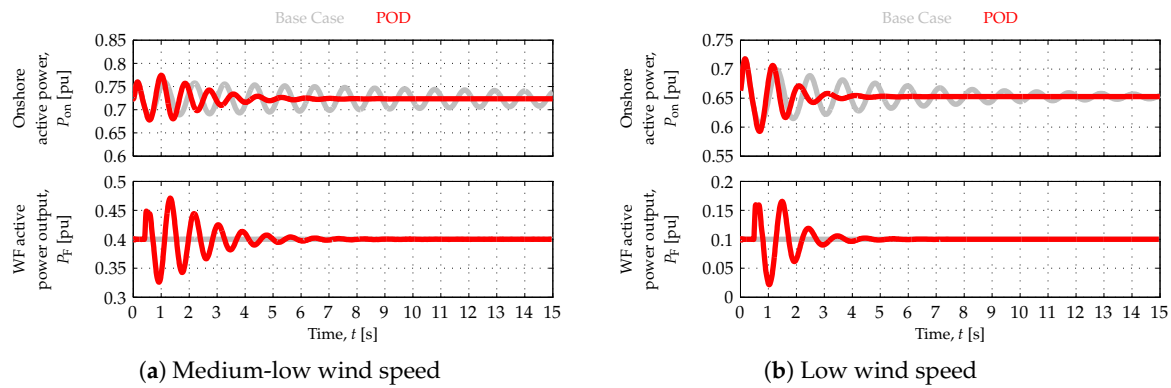 Base Case POD
Onshore
active power,
P_on [pu]
0.85
0.8
0.75
0.7
0.65
0.6
WF active
power output,
P_F [pu]
0.5
0.45
0.4
0.35
0.3
0 1 2 3 4 5 6 7 8 9 10 11 12 13 14 15
Time, t [s]
(a) Medium-low wind speed
Base Case POD
Onshore
active power,
P_on [pu]
0.75
0.7
0.65
0.6
0.55
WF active
power output,
P_F [pu]
0.2
0.15
0.1
0.05
0
0 1 2 3 4 5 6 7 8 9 10 11 12 13 14 15
Time, t [s]
(b) Low wind speed